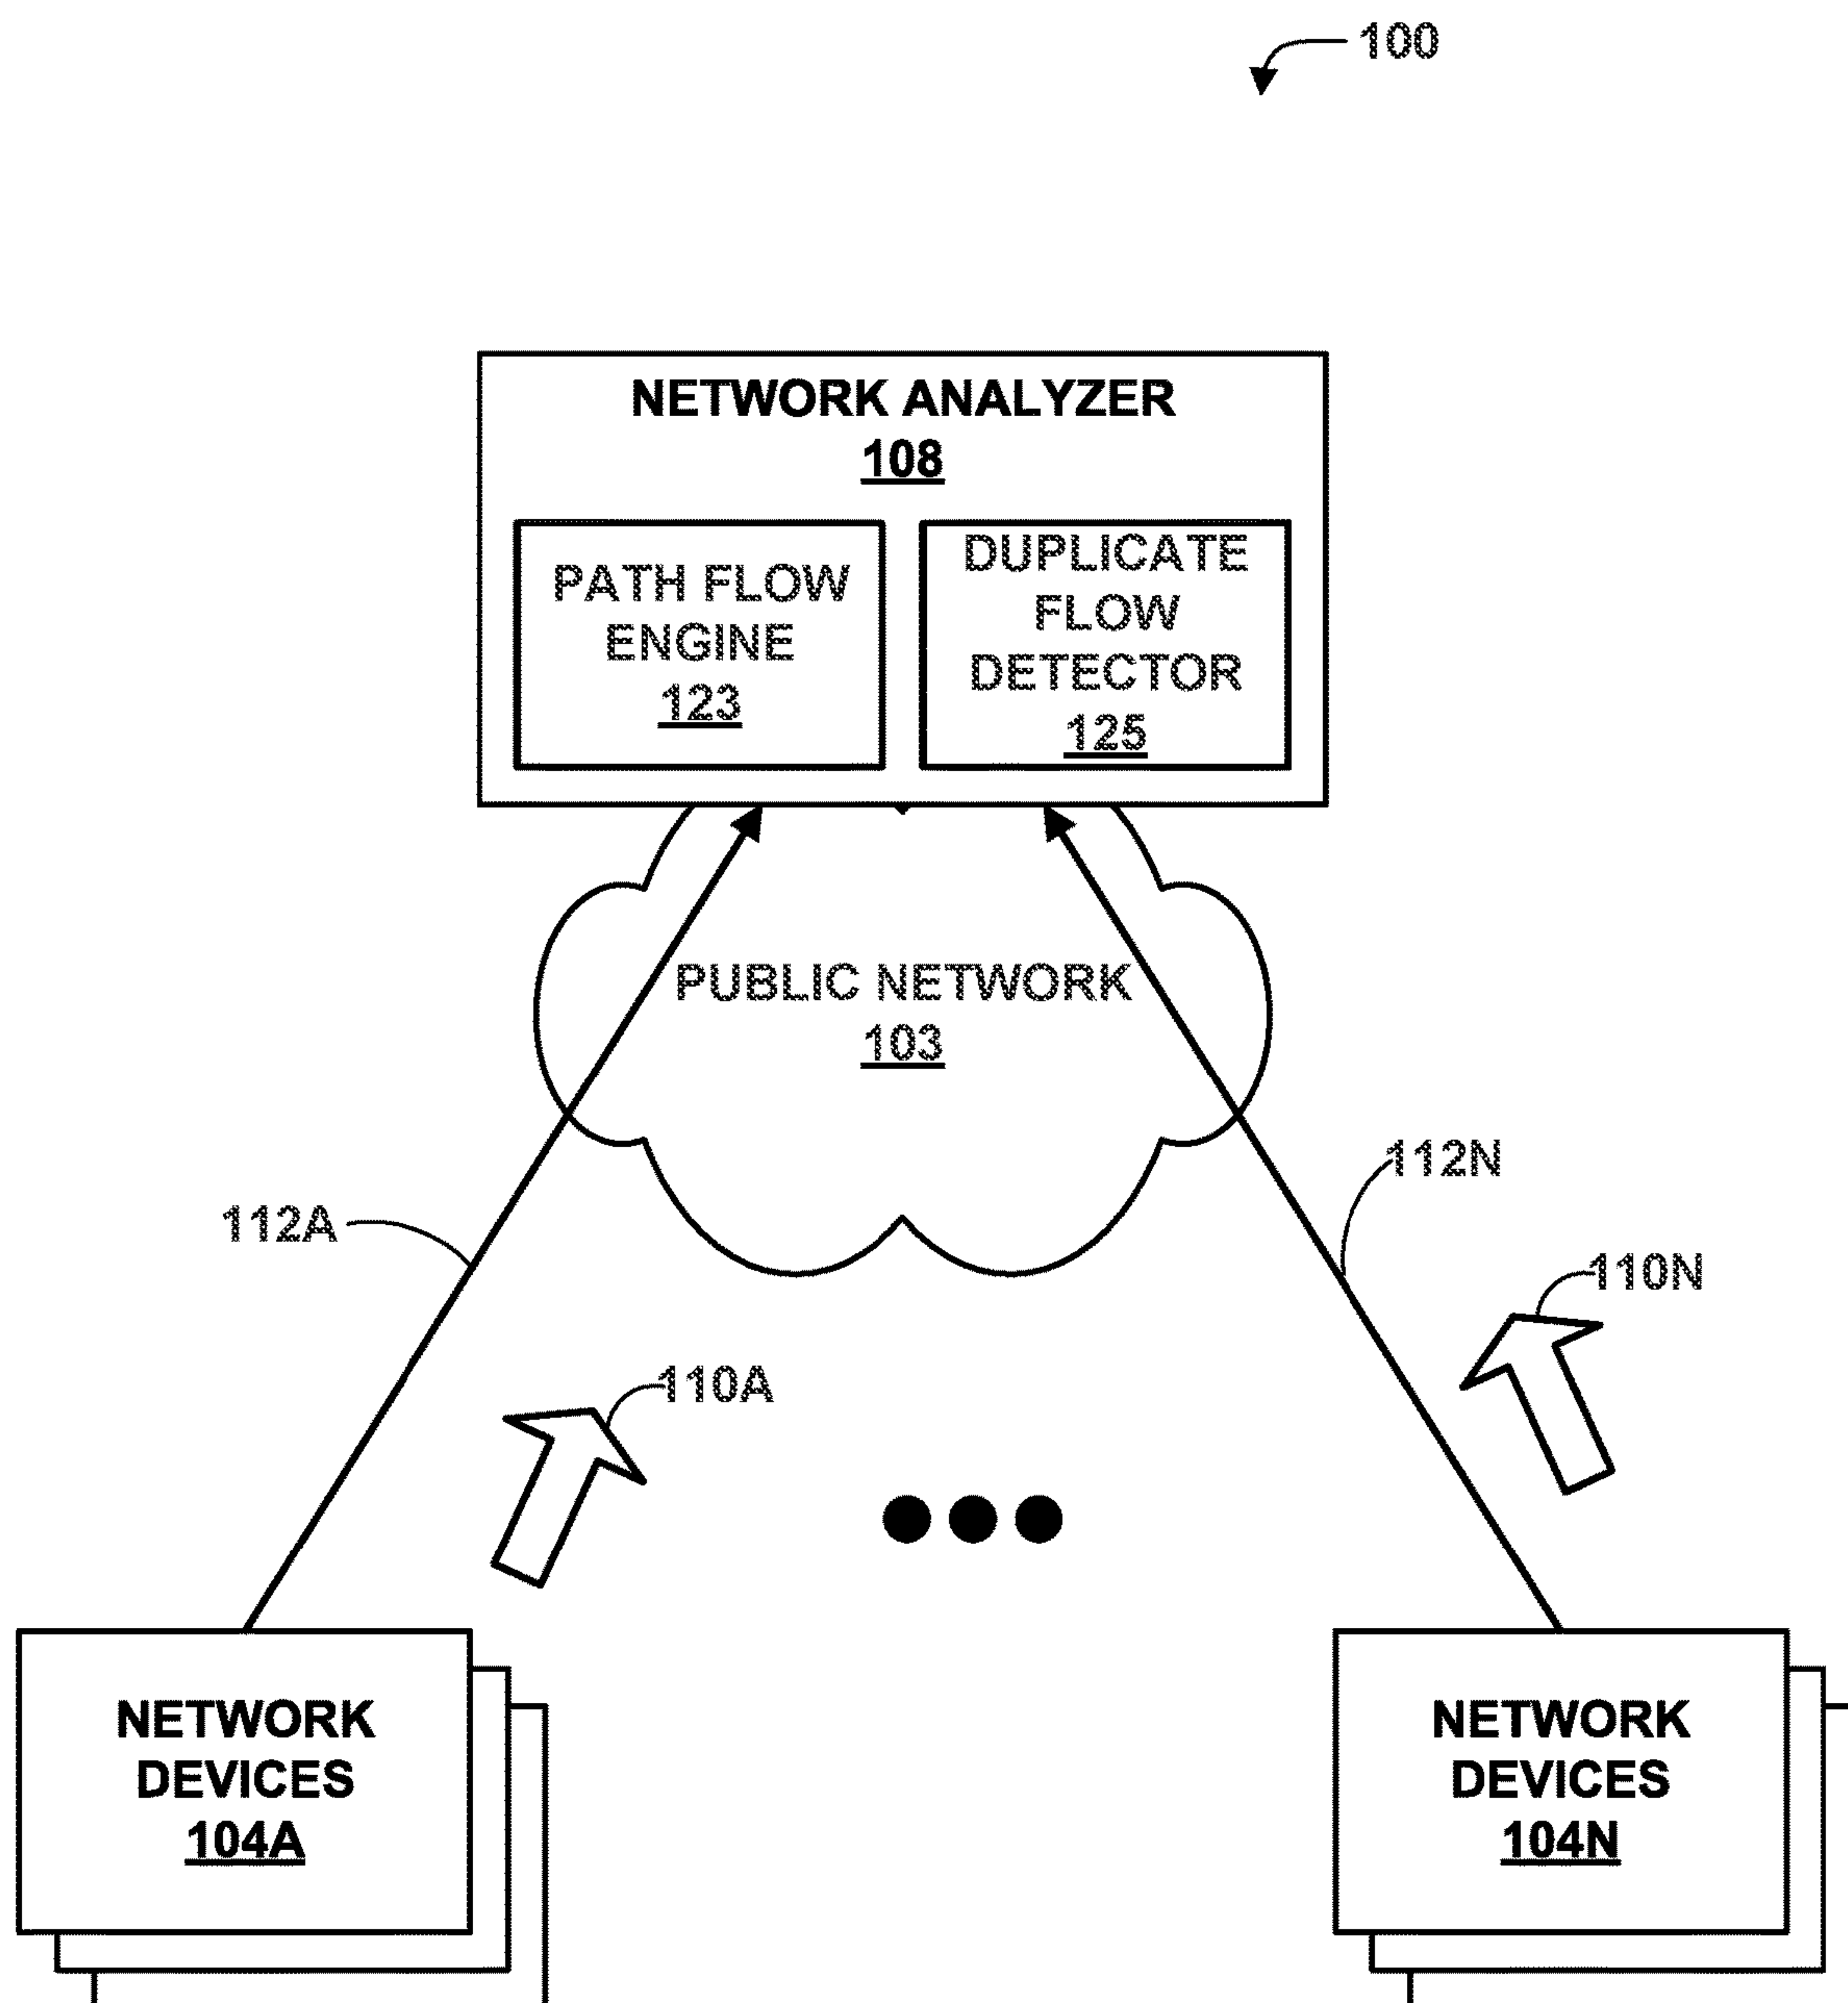 100
NETWORK ANALYZER
108
PATH FLOW
ENGINE
123
DUPLICATE
FLOW
DETECTOR
125
PUBLIC NETWORK
103
112N
112A
110N
110A
NETWORK
DEVICES
104A
NETWORK
DEVICES
104N